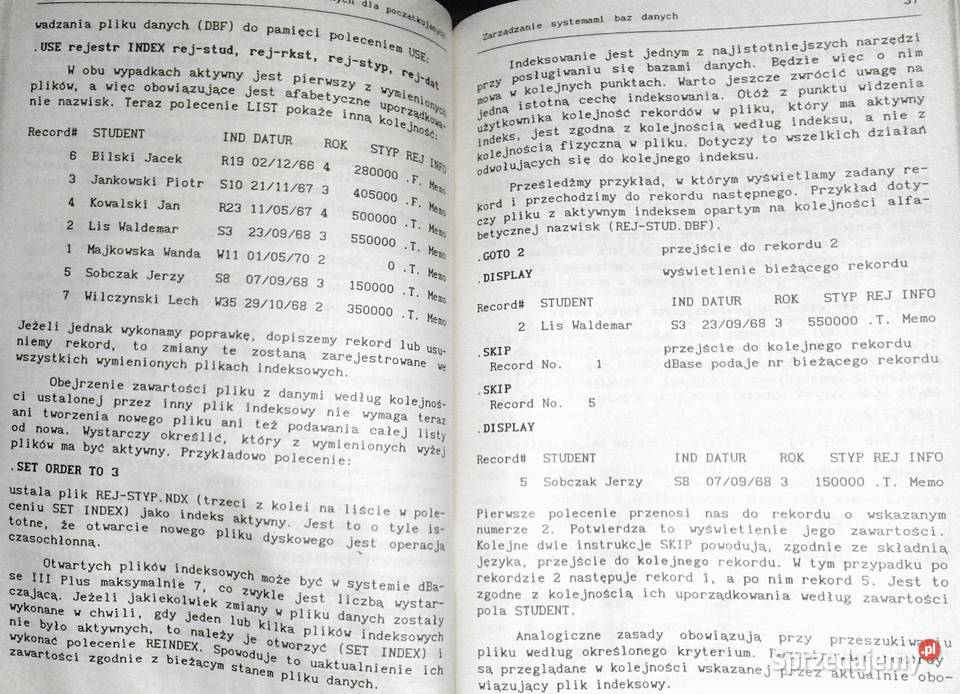 dla początkujących
wadzania pliku danych (DBF) do pamięci poleceniem USE:
.USE rejestr INDEX rej-stud, rej-rkst, rej-styp, rej-dat
W obu wypadkach aktywny jest pierwszy z wymienionych
plików, a więc obowiązujące jest afabetyczne uporządkowa-
nie nazwisk. Teraz polecenie LIST pokaże inną kolejność:
Record# STUDENT IND DATUR ROK STYP REJ INFO
6 Bilski Jacek R19 02/12/66 4 280000 .F. Memo
3 Jankowski Piotr S10 21/11/67 3 405000 .F. Memo
4 Kowalski Jan R23 11/05/67 4 500000 .T. Memo
2 Lis Waldemar S3 23/09/68 3 550000 .T. Memo
1 Majkowska Wanda W11 01/05/70 2 0 .T. Memo
5 Sobczak Jerzy S8 07/09/68 3 150000 .T. Memo
7 Wilczynski Lech W35 29/10/68 2 350000 .T. Memo
Jeżeli jednak wykonamy poprawkę, dopiszemy rekord lub usu-
niemy rekord, to zmiany te zostaną zarejestrowane we
wszystkich wymienionych plikach indeksowych.
Obejrzenie zawartości pliku z danymi według kolejnoś-
ci ustalonej przez inny plik indeksowy nie wymaga teraz
ani tworzenia nowego pliku ani też podawania całej listy
od nowa. Wystarczy określić, który z wymienionych wyżej
plików ma być aktywny. Przykładowo polecenie:
.SET ORDER TO 3
ustala plik REJ-STYP.NDX (trzeci z kolei na liście w pole-
ceniu SET INDEX) jako indeks aktywny. Jest to o tyle is-
totne, że otwarcie nowego pliku dyskowego jest operacją
czasochłonną.
Otwartych plików indeksowych może być w systemie dBa-
se III Plus maksymalnie 7, co zwykle jest liczbą wystar-
czającą. Jeżeli jakiekolwiek zmiany w pliku danych zostały
wykonane w chwili, gdy jeden lub kilka plików indeksowych
nie było aktywnych, to należy je otworzyć (SET INDEX) i
wykonać polecenie REINDEX. Spowoduje to uaktualnienie ich
zawartości zgodnie z bieżącym stanem pliku danych.
Zarzadzanie systemami baz danych 37
Indeksowanie jest jednym z najistotniejszych narzędzi
przy posługiwaniu się bazami danych. Będzie więc o nim
mowa w kolejnych punktach. Warto jeszcze zwrócić uwagę na
jedną istotną cechę indeksowania. Otóż z punktu widzenia
użytkownika kolejność rekordów w pliku, który ma aktywny
indeks, jest zgodna z kolejnością według indeksu, a nie z
kolejnością fizyczną w pliku. Dotyczy to wszelkich działań
odwołujących się do kolejnego indeksu.
Prześledźmy przykład, w którym wyświetlamy zadany re-
kord i przechodzimy do rekordu następnego. Przykład doty-
czy pliku z aktywnym indeksem opartym na kolejności alfa-
betycznej nazwisk (REJ-STUD.DBF).
.GOTO 2 przejście do rekordu 2
.DISPLAY wyświetlenie bieżącego rekordu
Record# STUDENT IND DATUR ROK STYP REJ INFO
2 Lis Waldemar S3 23/09/68 3 550000 .T. Memo
.SKIP przejście do kolejnego rekordu
Record No. 1 dBase podaje nr bieżącego rekordu
.SKIP
Record No. 5
.DISPLAY
Record# STUDENT IND DATUR ROK STYP REJ INFO
5 Sobczak Jerzy S8 07/09/68 3 150000 .T. Memo
Pierwsze polecenie przenosi nas do rekordu o wskazanym
numerze 2. Potwierdza to wyświetlenie jego zawartości.
Kolejne dwie instrukcje SKIP powodują, zgodnie ze składnią
języka, przejście do kolejnego rekordu. W tym przypadku po
rekordzie 2 następuje rekord 1, a po nim rekord 5. Jest to
zgodne z kolejnością ich uporządkowania według zawartości
pola STUDENT.
Analogiczne zasady obowiązują przy przeszukiwaniu
pliku według określonego kryterium.
są przeglądane w kolejności wskazanej przez aktualnie obo-
wiązujący plik indeksowy.
Sprzedajemy.pl